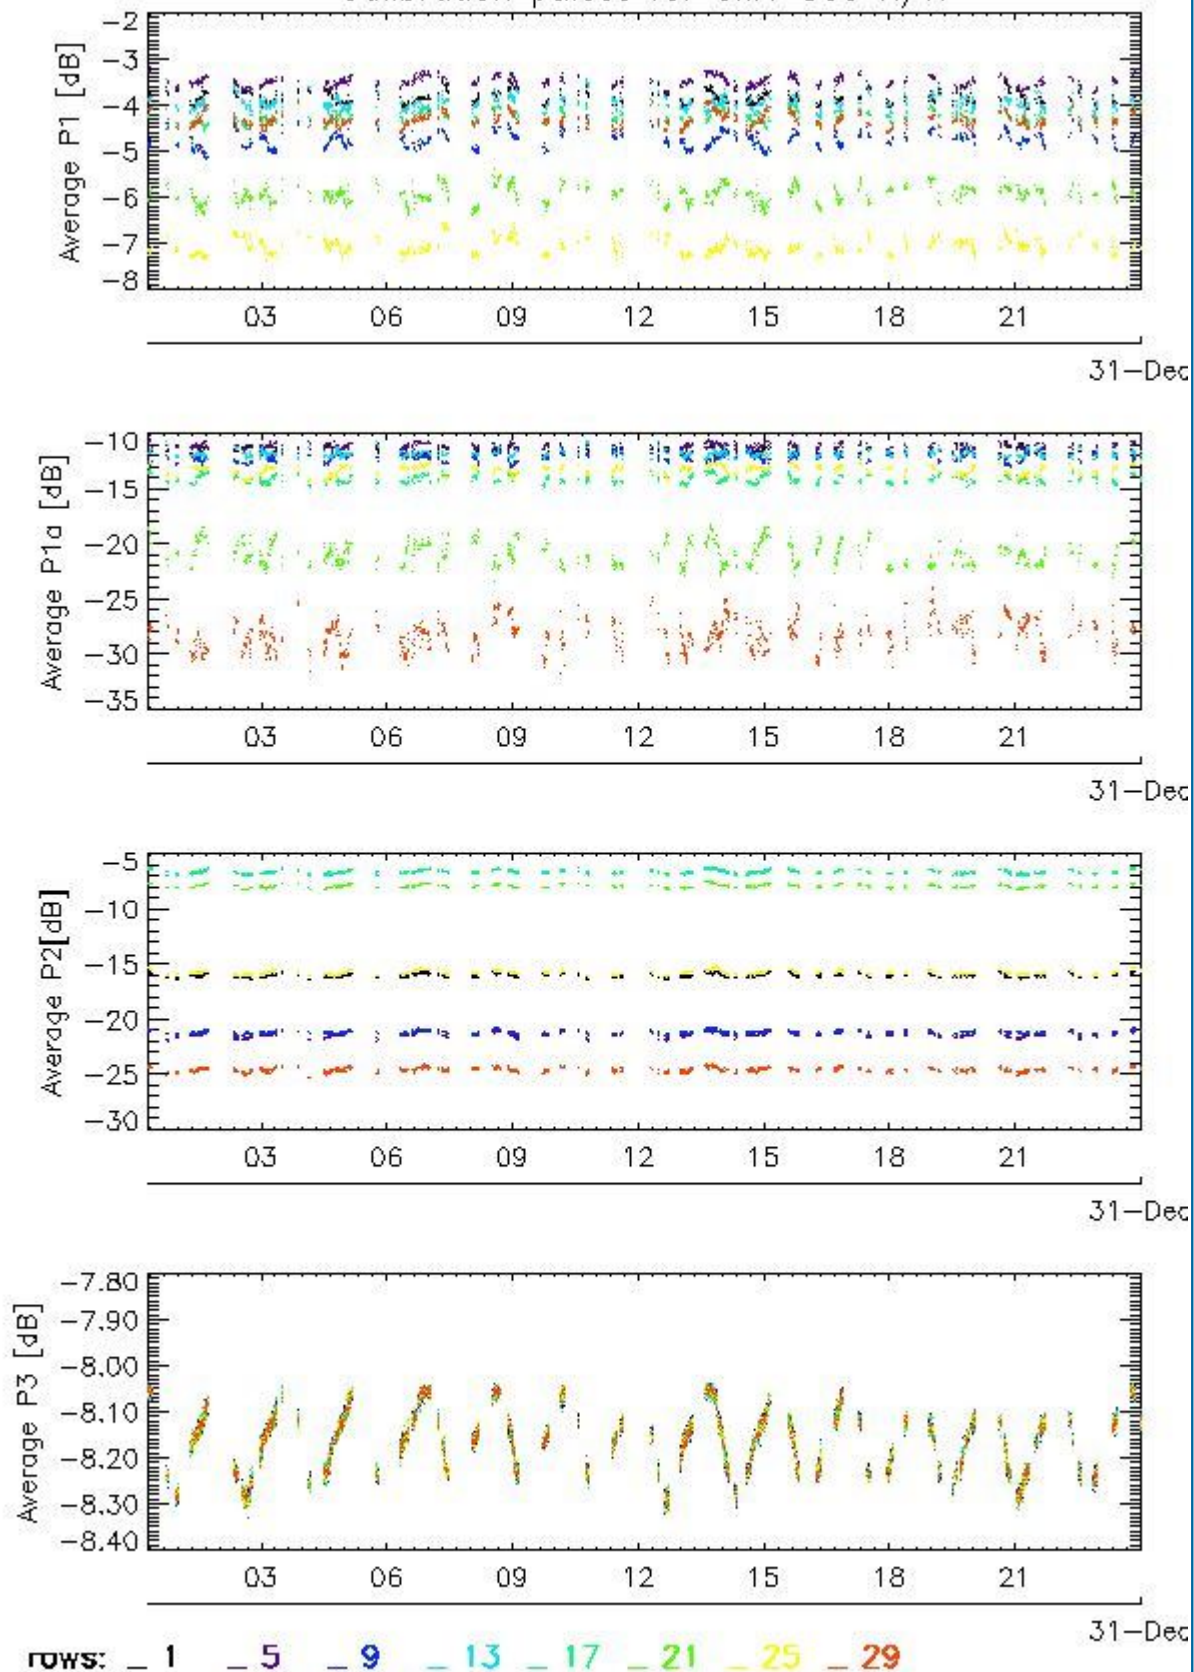 Average P1 [dB]
-2
-3
-4
-5
-6
-7
-8
03 06 09 12 15 18 21
31-Dec
Average P1a [dB]
-10
-15
-20
-25
-30
-35
03 06 09 12 15 18 21
31-Dec
Average P2[dB]
-5
-10
-15
-20
-25
-30
03 06 09 12 15 18 21
31-Dec
Average P3 [dB]
-7.80
-7.90
-8.00
-8.10
-8.20
-8.30
-8.40
03 06 09 12 15 18 21
31-Dec
rows: _ 1 _ 5 _ 9 _ 13 _ 17 _ 21 _ 25 _ 29